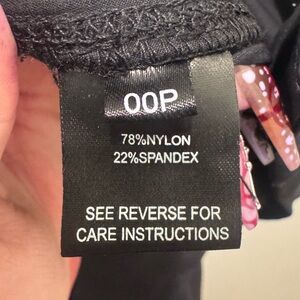 00P
78%NYLON
22%SPANDEX
SEE REVERSE FOR
CARE INSTRUCTIONS